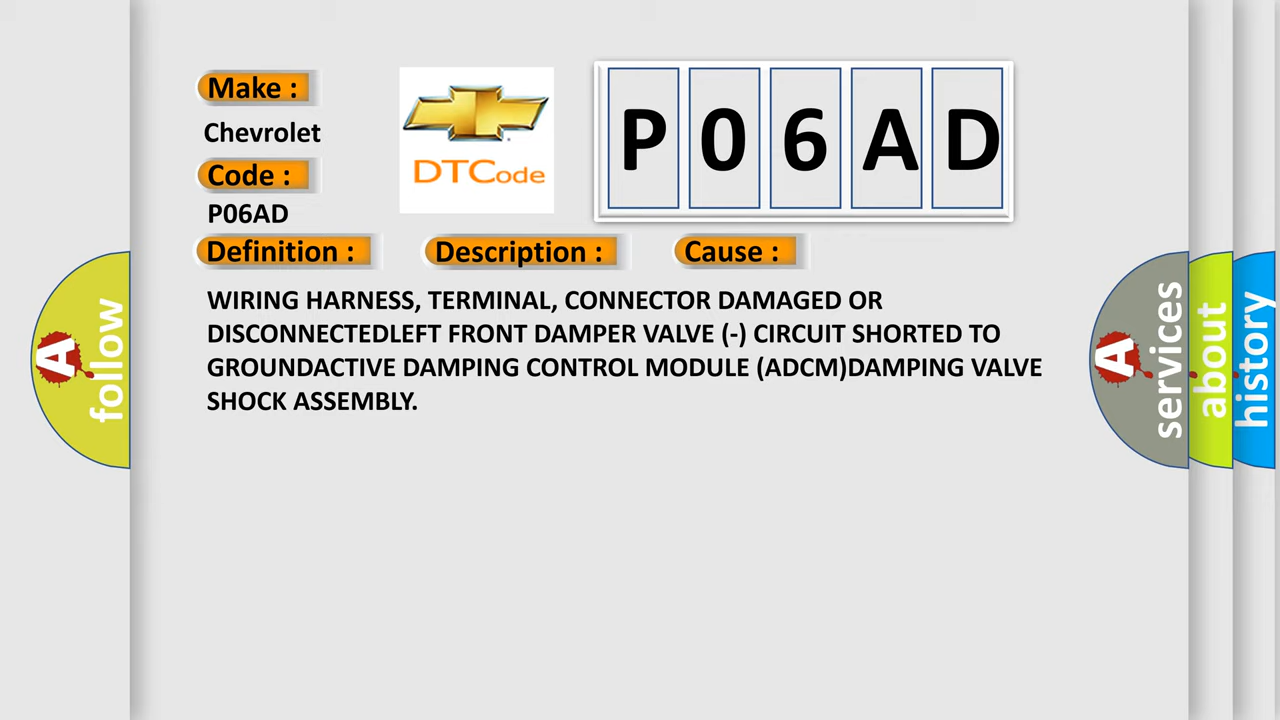 Make :
Chevrolet
Code :
P06AD
DTCode
P06AD
Definition :
Description :
Cause :
WIRING HARNESS, TERMINAL, CONNECTOR DAMAGED OR
DISCONNECTEDLEFT FRONT DAMPER VALVE (-) CIRCUIT SHORTED TO
GROUNDACTIVE DAMPING CONTROL MODULE (ADCM)DAMPING VALVE
SHOCK ASSEMBLY.
A follow
A services
about
history